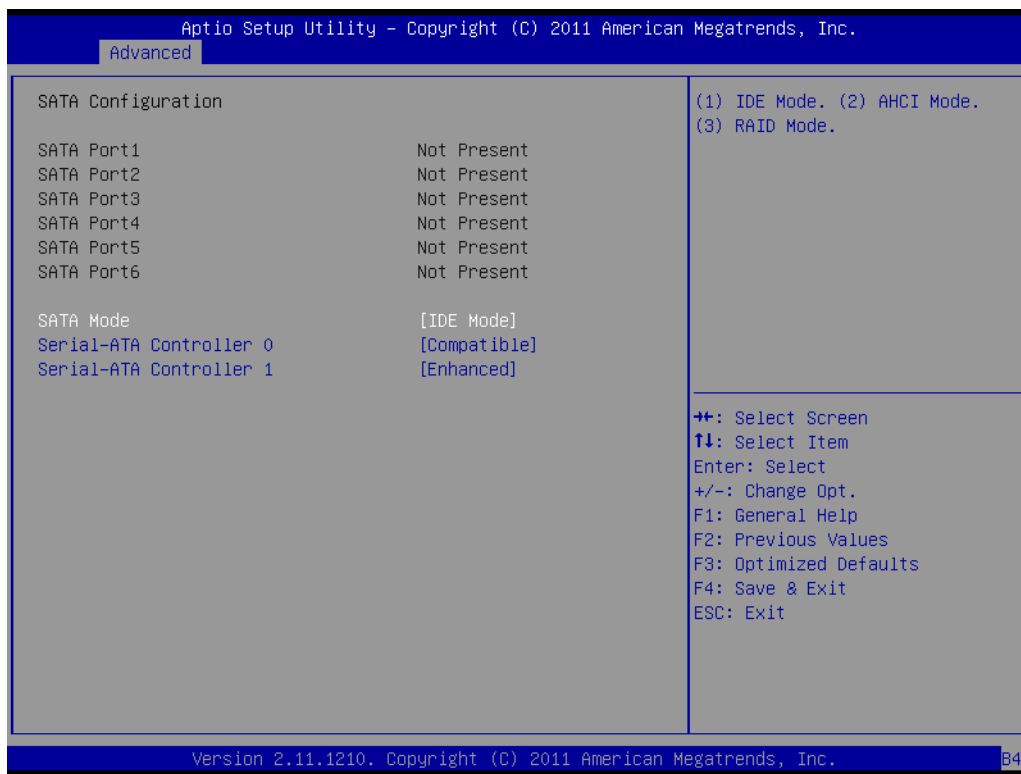 Aptio Setup Utility – Copyright (C) 2011 American Megatrends, Inc.
Advanced
SATA Configuration
SATA Port1 Not Present
SATA Port2 Not Present
SATA Port3 Not Present
SATA Port4 Not Present
SATA Port5 Not Present
SATA Port6 Not Present
SATA Mode [IDE Mode]
Serial-ATA Controller 0 [Compatible]
Serial-ATA Controller 1 [Enhanced]
(1) IDE Mode. (2) AHCI Mode.
(3) RAID Mode.
→←: Select Screen
↑↓: Select Item
Enter: Select
+/-: Change Opt.
F1: General Help
F2: Previous Values
F3: Optimized Defaults
F4: Save & Exit
ESC: Exit
Version 2.11.1210. Copyright (C) 2011 American Megatrends, Inc.
B4